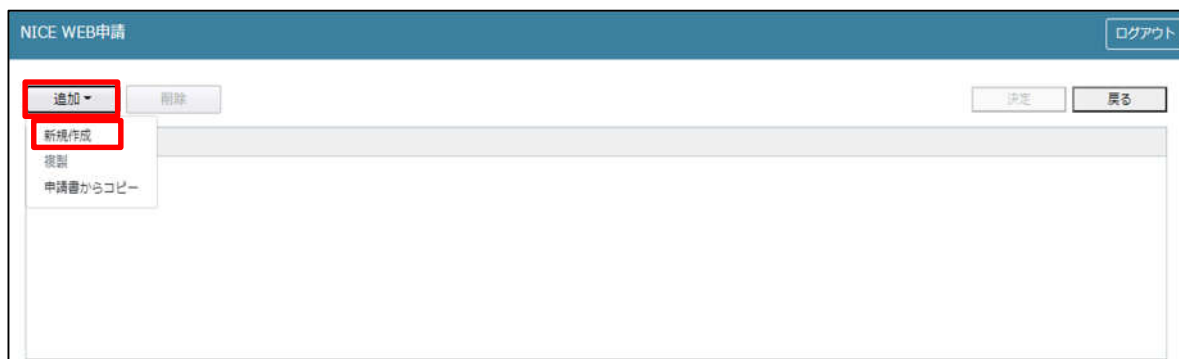 NICE WEB申請
ログアウト
追加
削除
決定
戻る
新規作成
複製
申請書からコピー